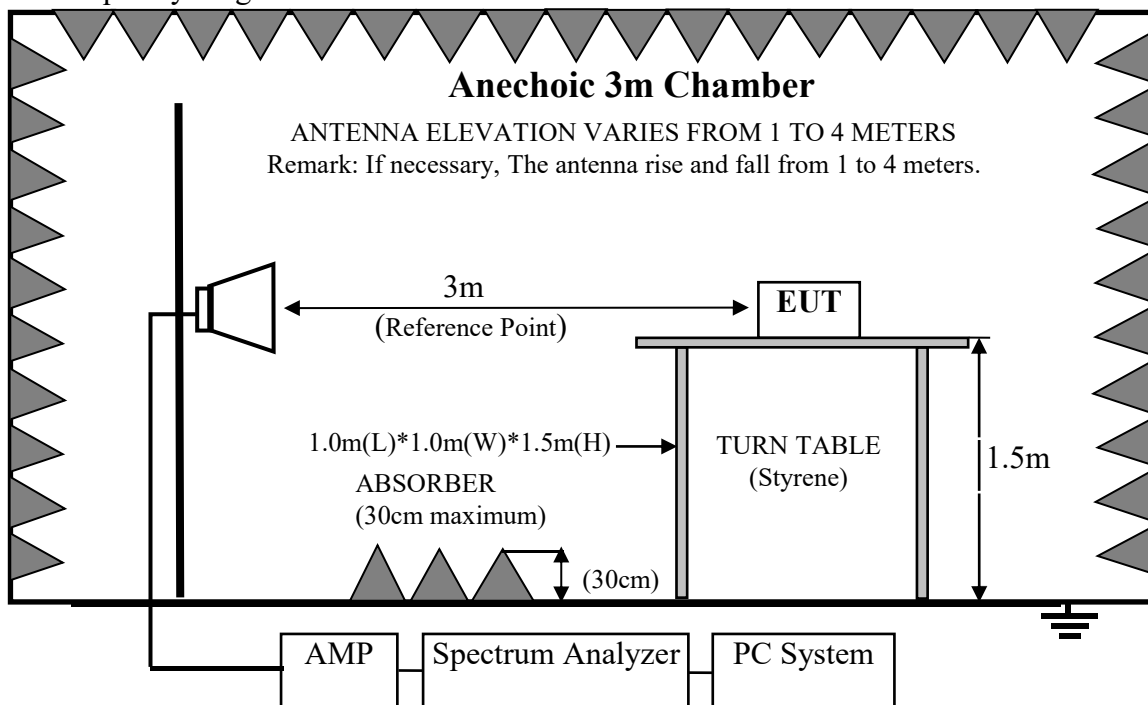 Anechoic 3m Chamber
ANTENNA ELEVATION VARIES FROM 1 TO 4 METERS
Remark: If necessary, The antenna rise and fall from 1 to 4 meters.
3m
(Reference Point)
EUT
1.0m(L)*1.0m(W)*1.5m(H)
TURN TABLE
(Styrene)
1.5m
ABSORBER
(30cm maximum)
(30cm)
AMP
Spectrum Analyzer
PC System